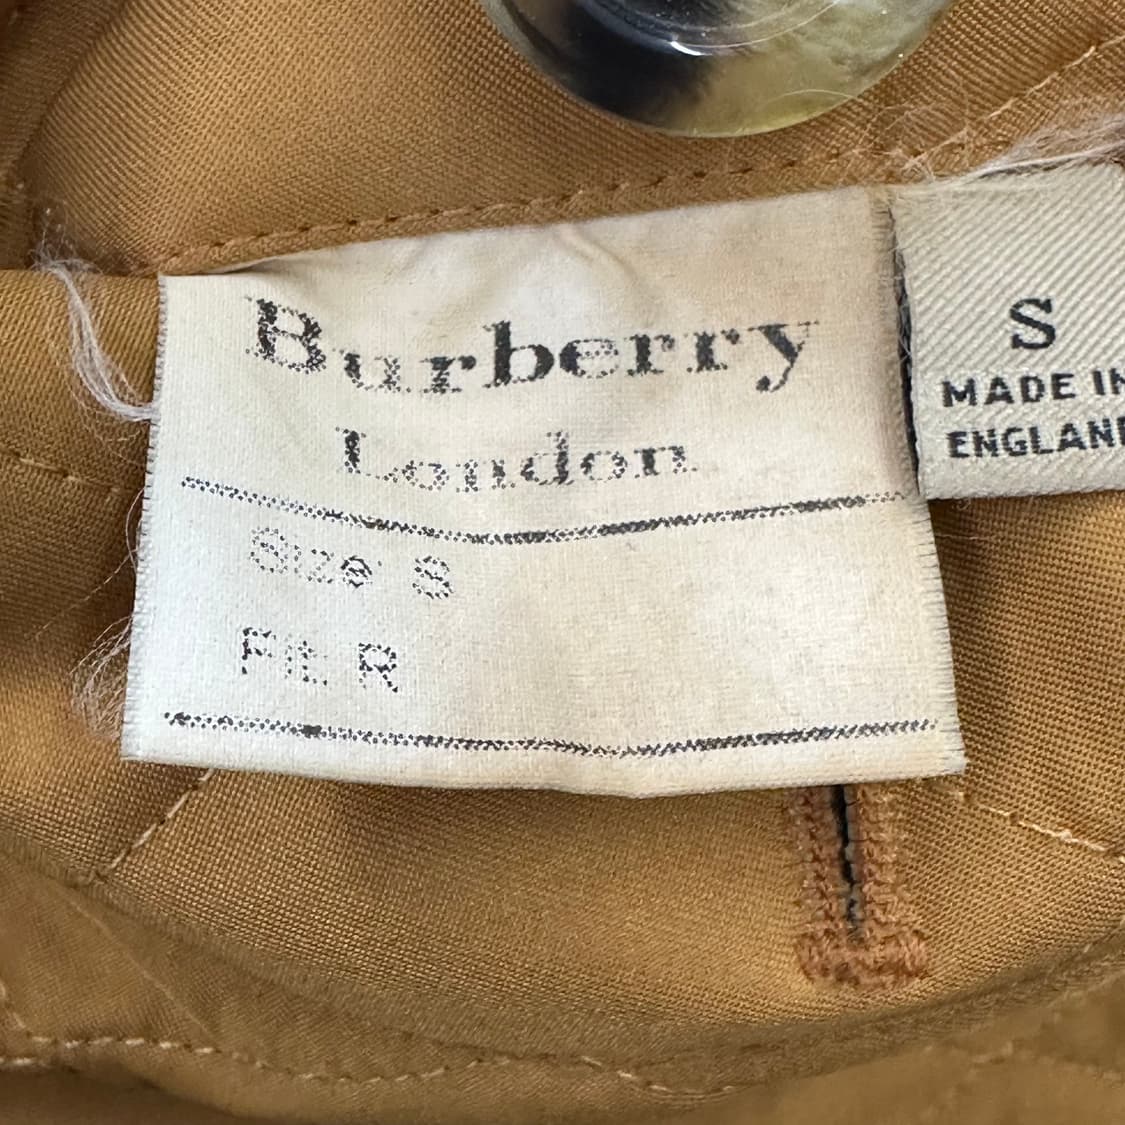 Burberry
London
Size S
Fit R
S
MADE IN
ENGLAND